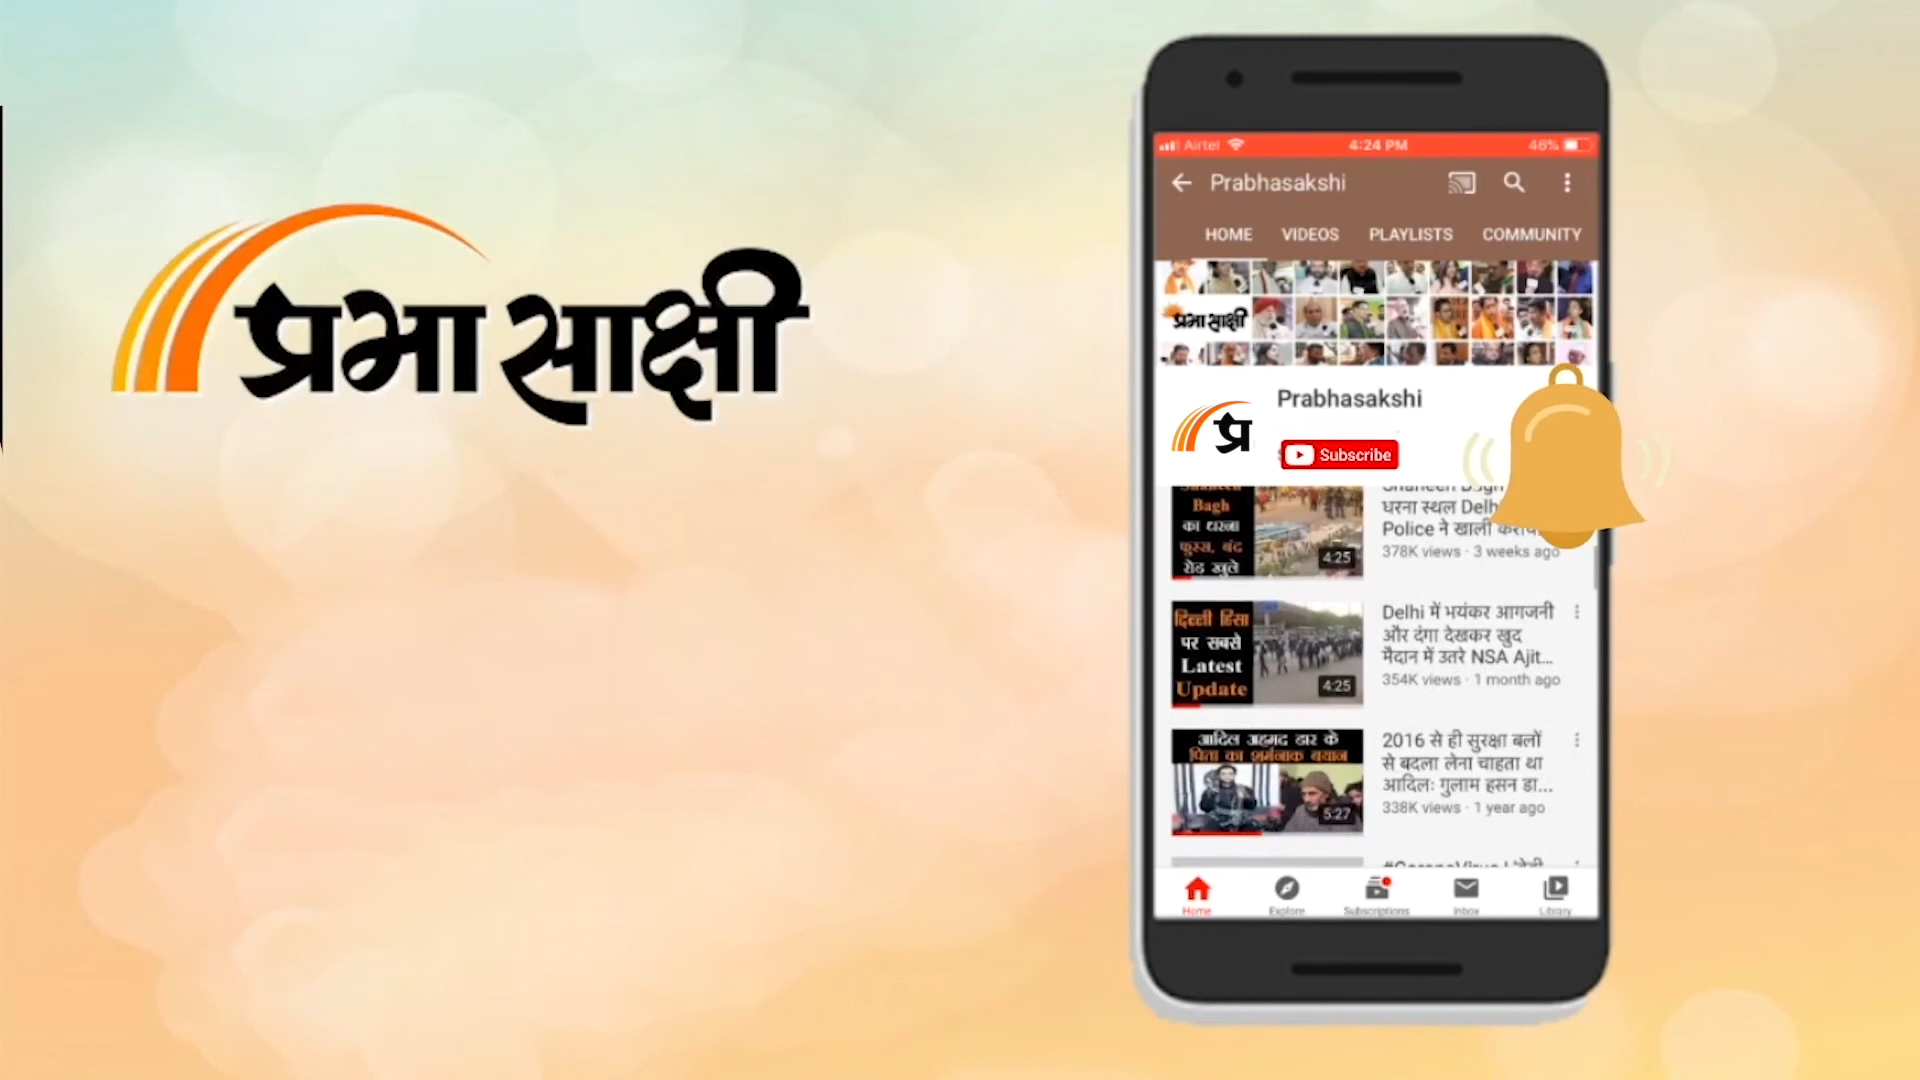 प्रभासाक्षी
Airtel 4:24 PM 46%
Prabhasakshi
HOME VIDEOS PLAYLISTS COMMUNITY
प्रभासाक्षी
Prabhasakshi
प्र
Subscribe
Bagh
का धरना
फुस्स, बंद
रोड खुले
4:25
धरना स्थल Delh
Police ने खाली
378K views · 3 weeks ago
दिल्ली हिंसा
पर सबसे
Latest
Update
4:25
Delhi में भयंकर आगजनी
और दंगा देखकर खुद
मैदान में उतरे NSA Ajit...
354K views · 1 month ago
आदिल अहमद डार के
पिता का शर्मनाक बयान
5:27
2016 से ही सुरक्षा बलों
से बदला लेना चाहता था
आदिलः गुलाम हसन डा...
338K views · 1 year ago
Home Explore Subscriptions Inbox Library